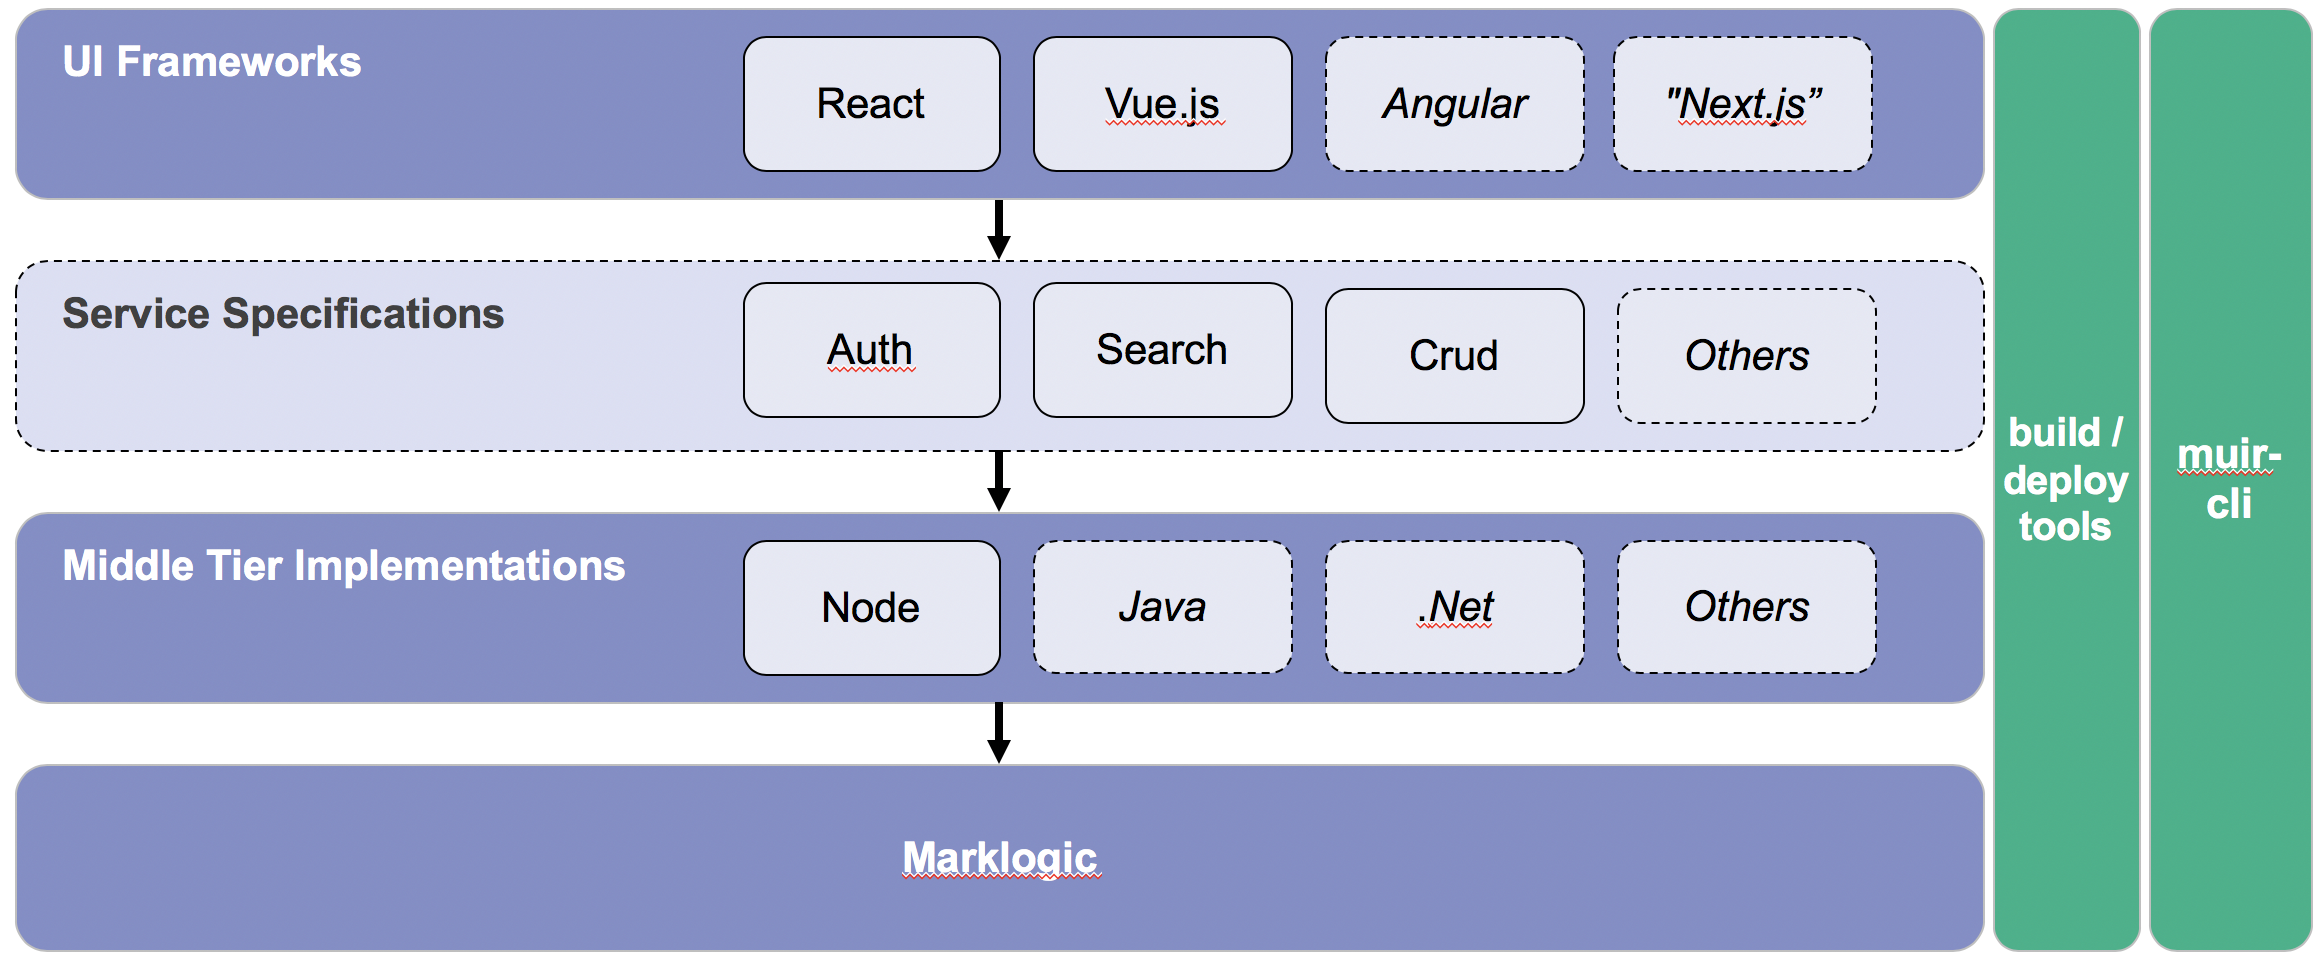 UI Frameworks
React
Vue.js
Angular
"Next.js”
Service Specifications
Auth
Search
Crud
Others
Middle Tier Implementations
Node
Java
.Net
Others
Marklogic
build /
deploy
tools
muir-
cli